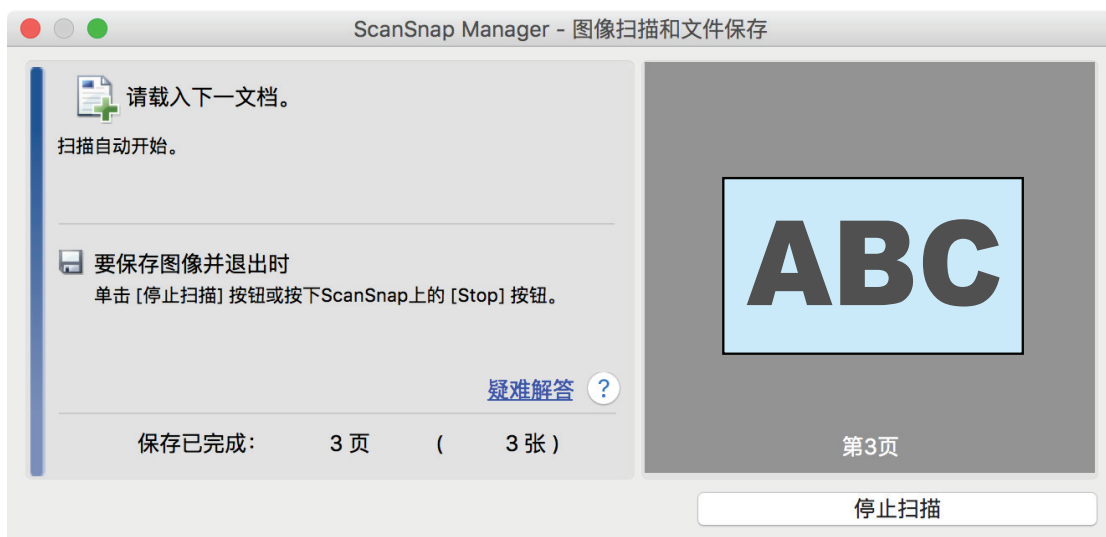 ScanSnap Manager - 图像扫描和文件保存
请载入下一文档。
扫描自动开始。
要保存图像并退出时
单击 [停止扫描] 按钮或按下ScanSnap上的 [Stop] 按钮。
疑难解答 ?
保存已完成: 3 页 ( 3 张 )
ABC
第3页
停止扫描